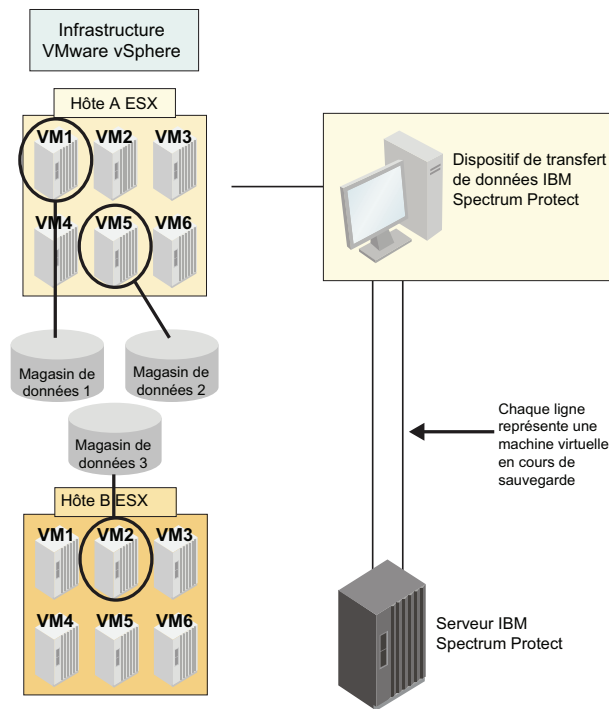 Infrastructure
VMware vSphere
Hôte A ESX
VM1 VM2 VM3
VM4 VM5 VM6
Magasin de
données 1
Magasin de
données 2
Magasin de
données 3
Hôte B ESX
VM1 VM2 VM3
VM4 VM5 VM6
Dispositif de transfert
de données IBM
Spectrum Protect
Chaque ligne
représente une
machine virtuelle
en cours de
sauvegarde
Serveur IBM
Spectrum Protect